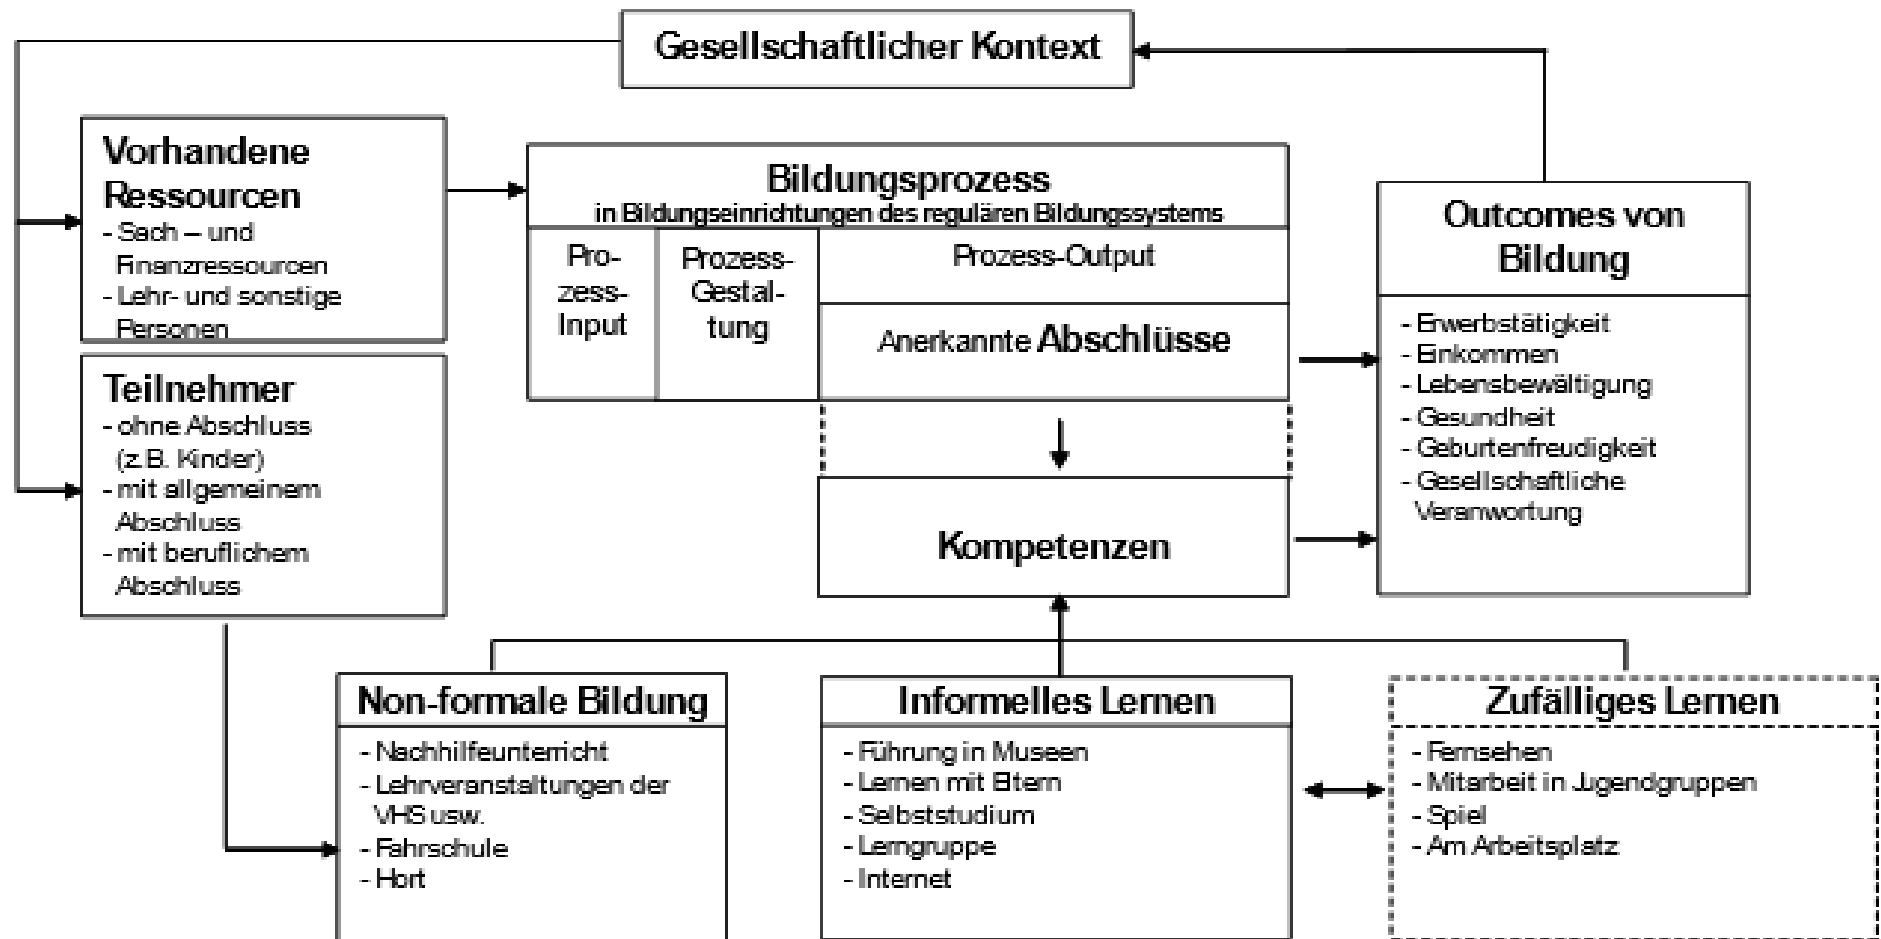 Gesellschaftlicher Kontext
Vorhandene
Ressourcen
- Sach – und
Finanzressourcen
- Lehr- und sonstige
Personen
Teilnehmer
- ohne Abschluss
(z.B. Kinder)
- mit allgemeinem
Abschluss
- mit beruflichem
Abschluss
Bildungsprozess
in Bildungseinrichtungen des regulären Bildungssystems
Pro-
zess-
Input
Prozess-
Gestal-
tung
Prozess-Output
Anerkannte Abschlüsse
Kompetenzen
Outcomes von
Bildung
- Erwerbstätigkeit
- Einkommen
- Lebensbewältigung
- Gesundheit
- Geburtenfreudigkeit
- Gesellschaftliche
Veranwortung
Non-formale Bildung
- Nachhilfeunterricht
- Lehrveranstaltungen der
VHS usw.
- Fahrschule
- Hort
Informelles Lernen
- Führung in Museen
- Lernen mit Eltern
- Selbststudium
- Lerngruppe
- Internet
Zufälliges Lernen
- Fernsehen
- Mitarbeit in Jugendgruppen
- Spiel
- Am Arbeitsplatz